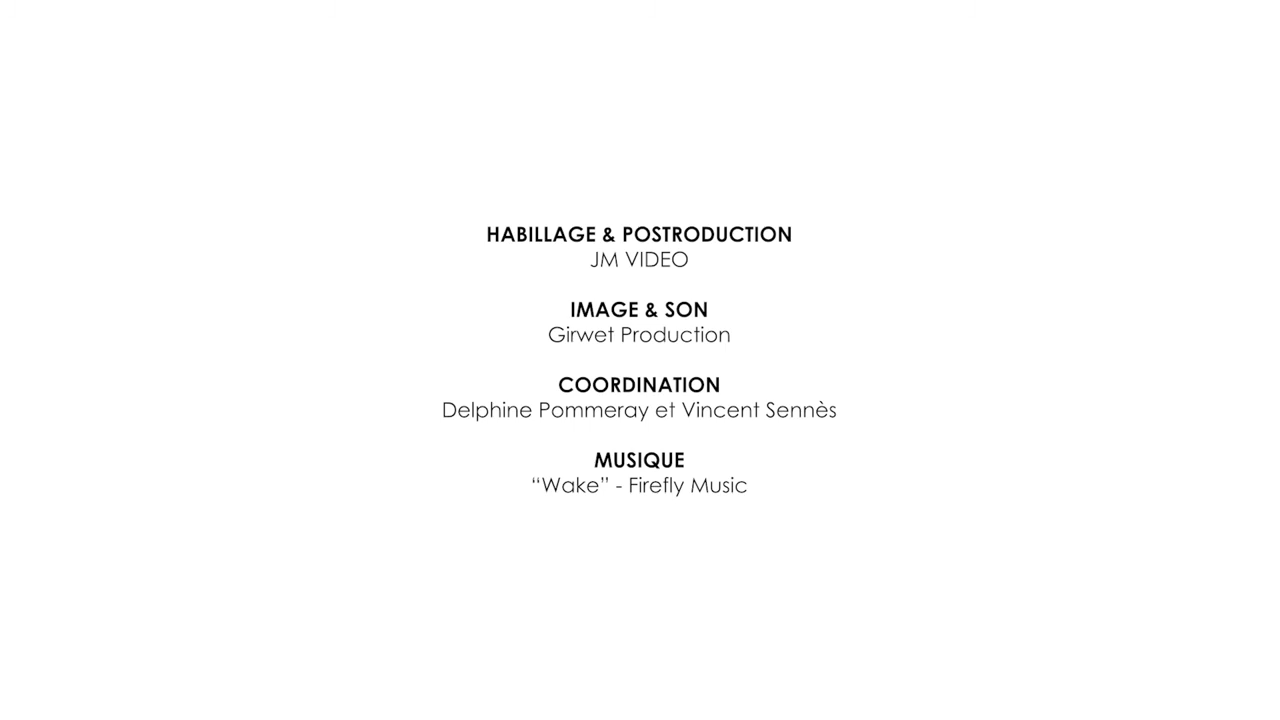 HABILLAGE & POSTRODUCTION
JM VIDEO
IMAGE & SON
Girwet Production
COORDINATION
Delphine Pommeray et Vincent Sennès
MUSIQUE
“Wake” - Firefly Music